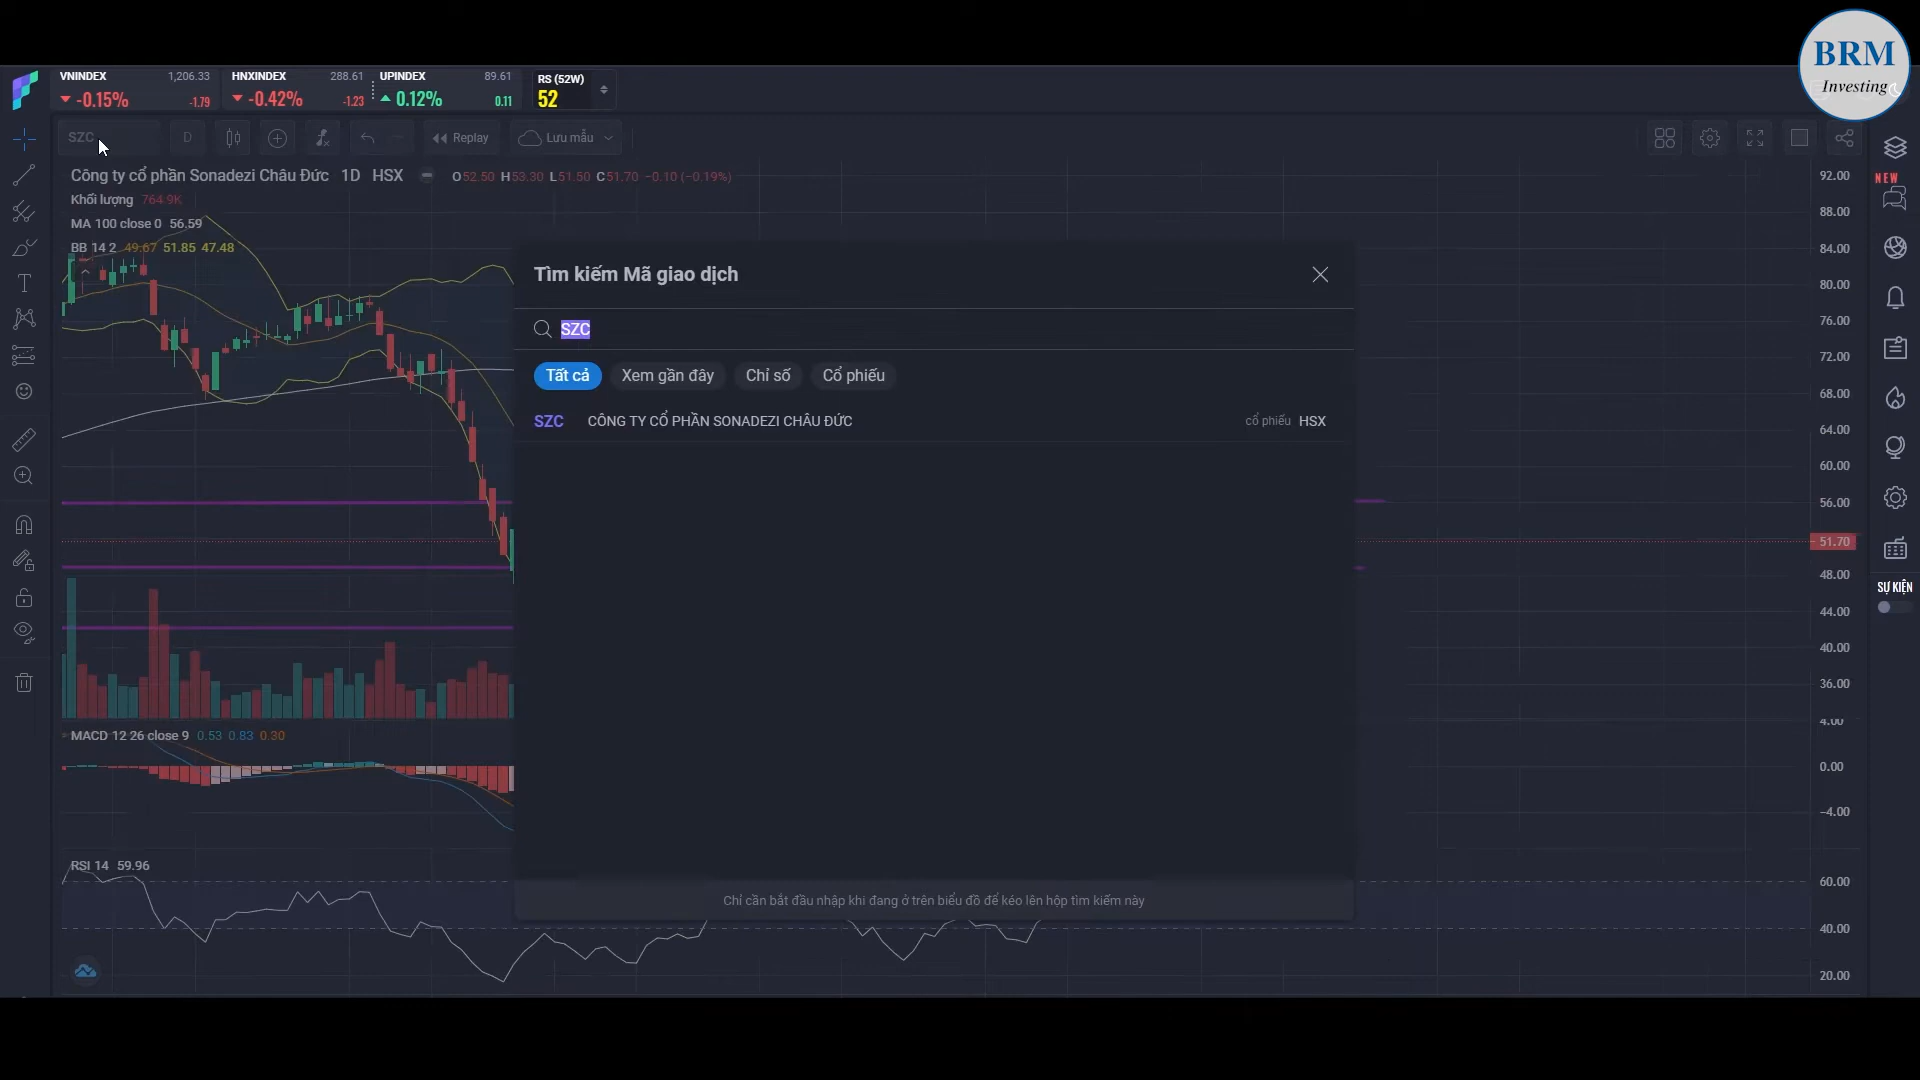 BRM
Investing
VNINDEX 1,206.33
-0.15% -1.79
HNXINDEX 288.61
-0.42% -1.23
UPINDEX 89.61
0.12% 0.11
RS (52W)
52
SZC D Replay Lưu mẫu
Công ty cổ phần Sonadezi Châu Đức 1D HSX O52.50 H53.30 L51.50 C51.70 −0.10 (−0.19%)
Khối lượng 764.9K
MA 100 close 0 56.59
BB 14 2 49.67 51.85 47.48
Tìm kiếm Mã giao dịch
SZC
Tất cả Xem gần đây Chỉ số Cổ phiếu
SZC CÔNG TY CỔ PHẦN SONADEZI CHÂU ĐỨC cổ phiếu HSX
Chỉ cần bắt đầu nhập khi đang ở trên biểu đồ để kéo lên hộp tìm kiếm này
92.00
88.00
84.00
80.00
76.00
72.00
68.00
64.00
60.00
56.00
51.70
48.00
44.00
40.00
36.00
4.00
MACD 12 26 close 9 0.53 0.83 0.30
0.00
−4.00
RSI 14 59.96
60.00
40.00
20.00
NEW
SỰ KIỆN